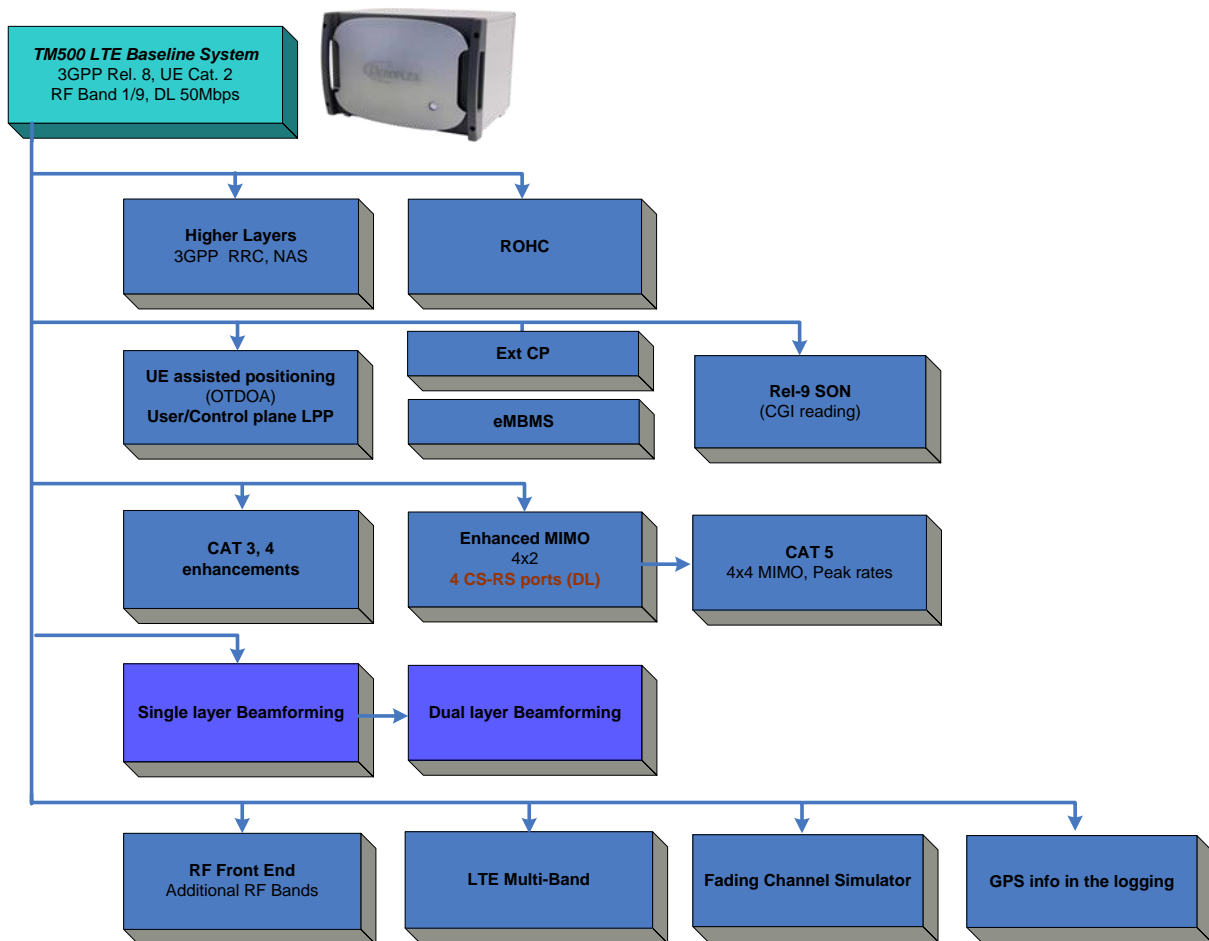 TM500 LTE Baseline System
3GPP Rel. 8, UE Cat. 2
RF Band 1/9, DL 50Mbps
Higher Layers
3GPP RRC, NAS
ROHC
UE assisted positioning
(OTDOA)
User/Control plane LPP
Ext CP
eMBMS
Rel-9 SON
(CGI reading)
CAT 3, 4
enhancements
Enhanced MIMO
4x2
4 CS-RS ports (DL)
CAT 5
4x4 MIMO, Peak rates
Single layer Beamforming
Dual layer Beamforming
RF Front End
Additional RF Bands
LTE Multi-Band
Fading Channel Simulator
GPS info in the logging